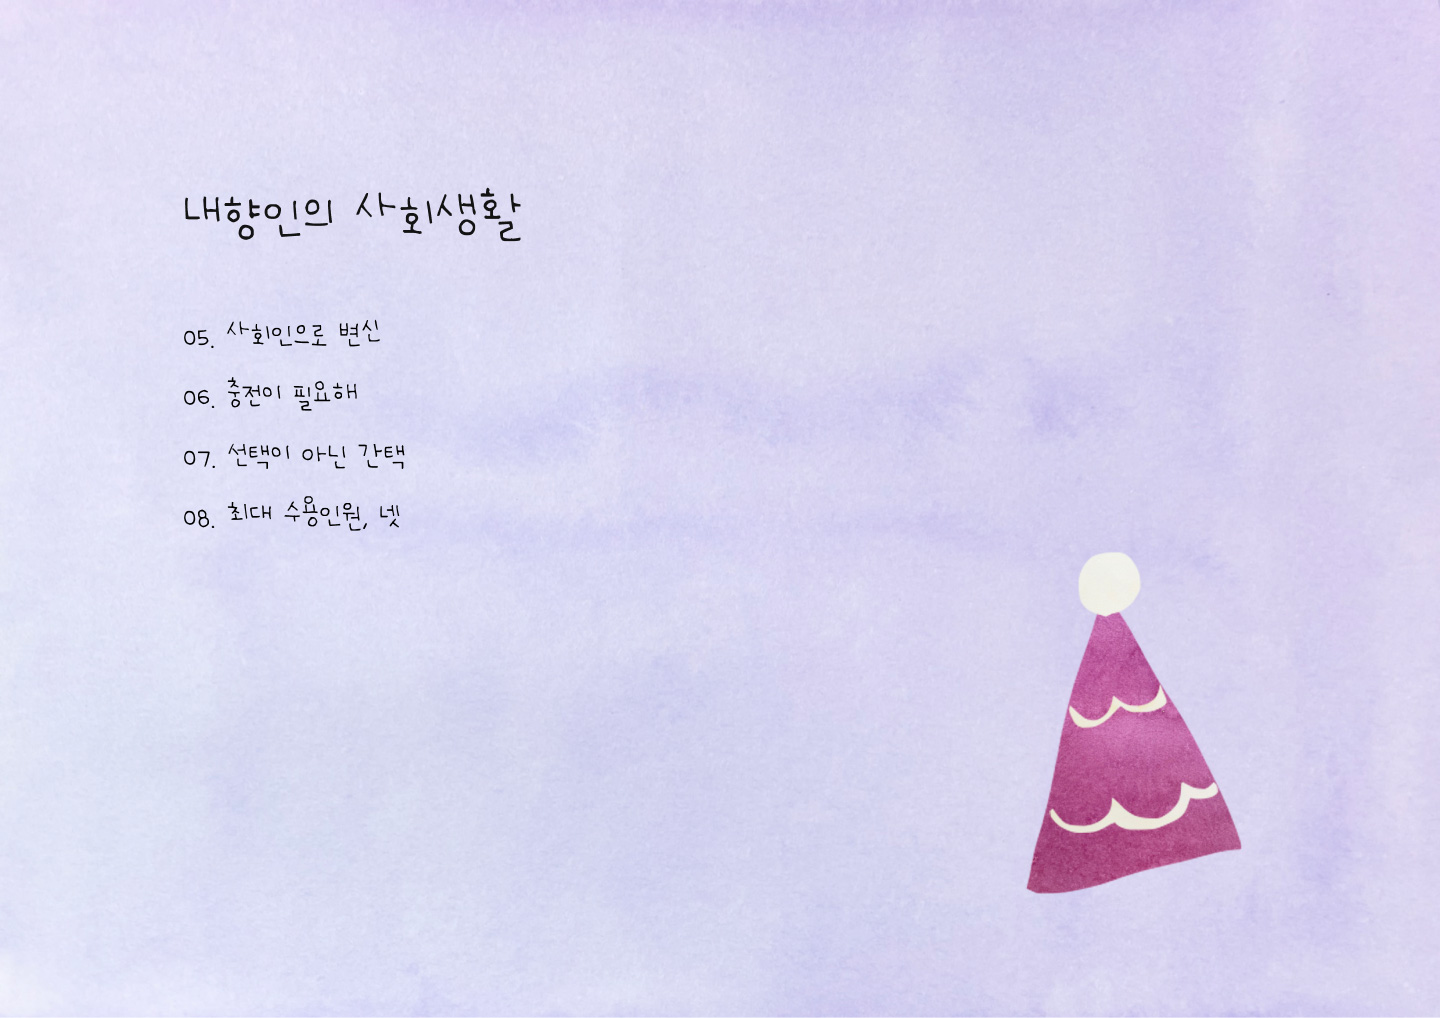 내향인의 사회생활
05. 사회인으로 변신
06. 충전이 필요해
07. 선택이 아닌 간택
08. 최대 수용인원, 넷